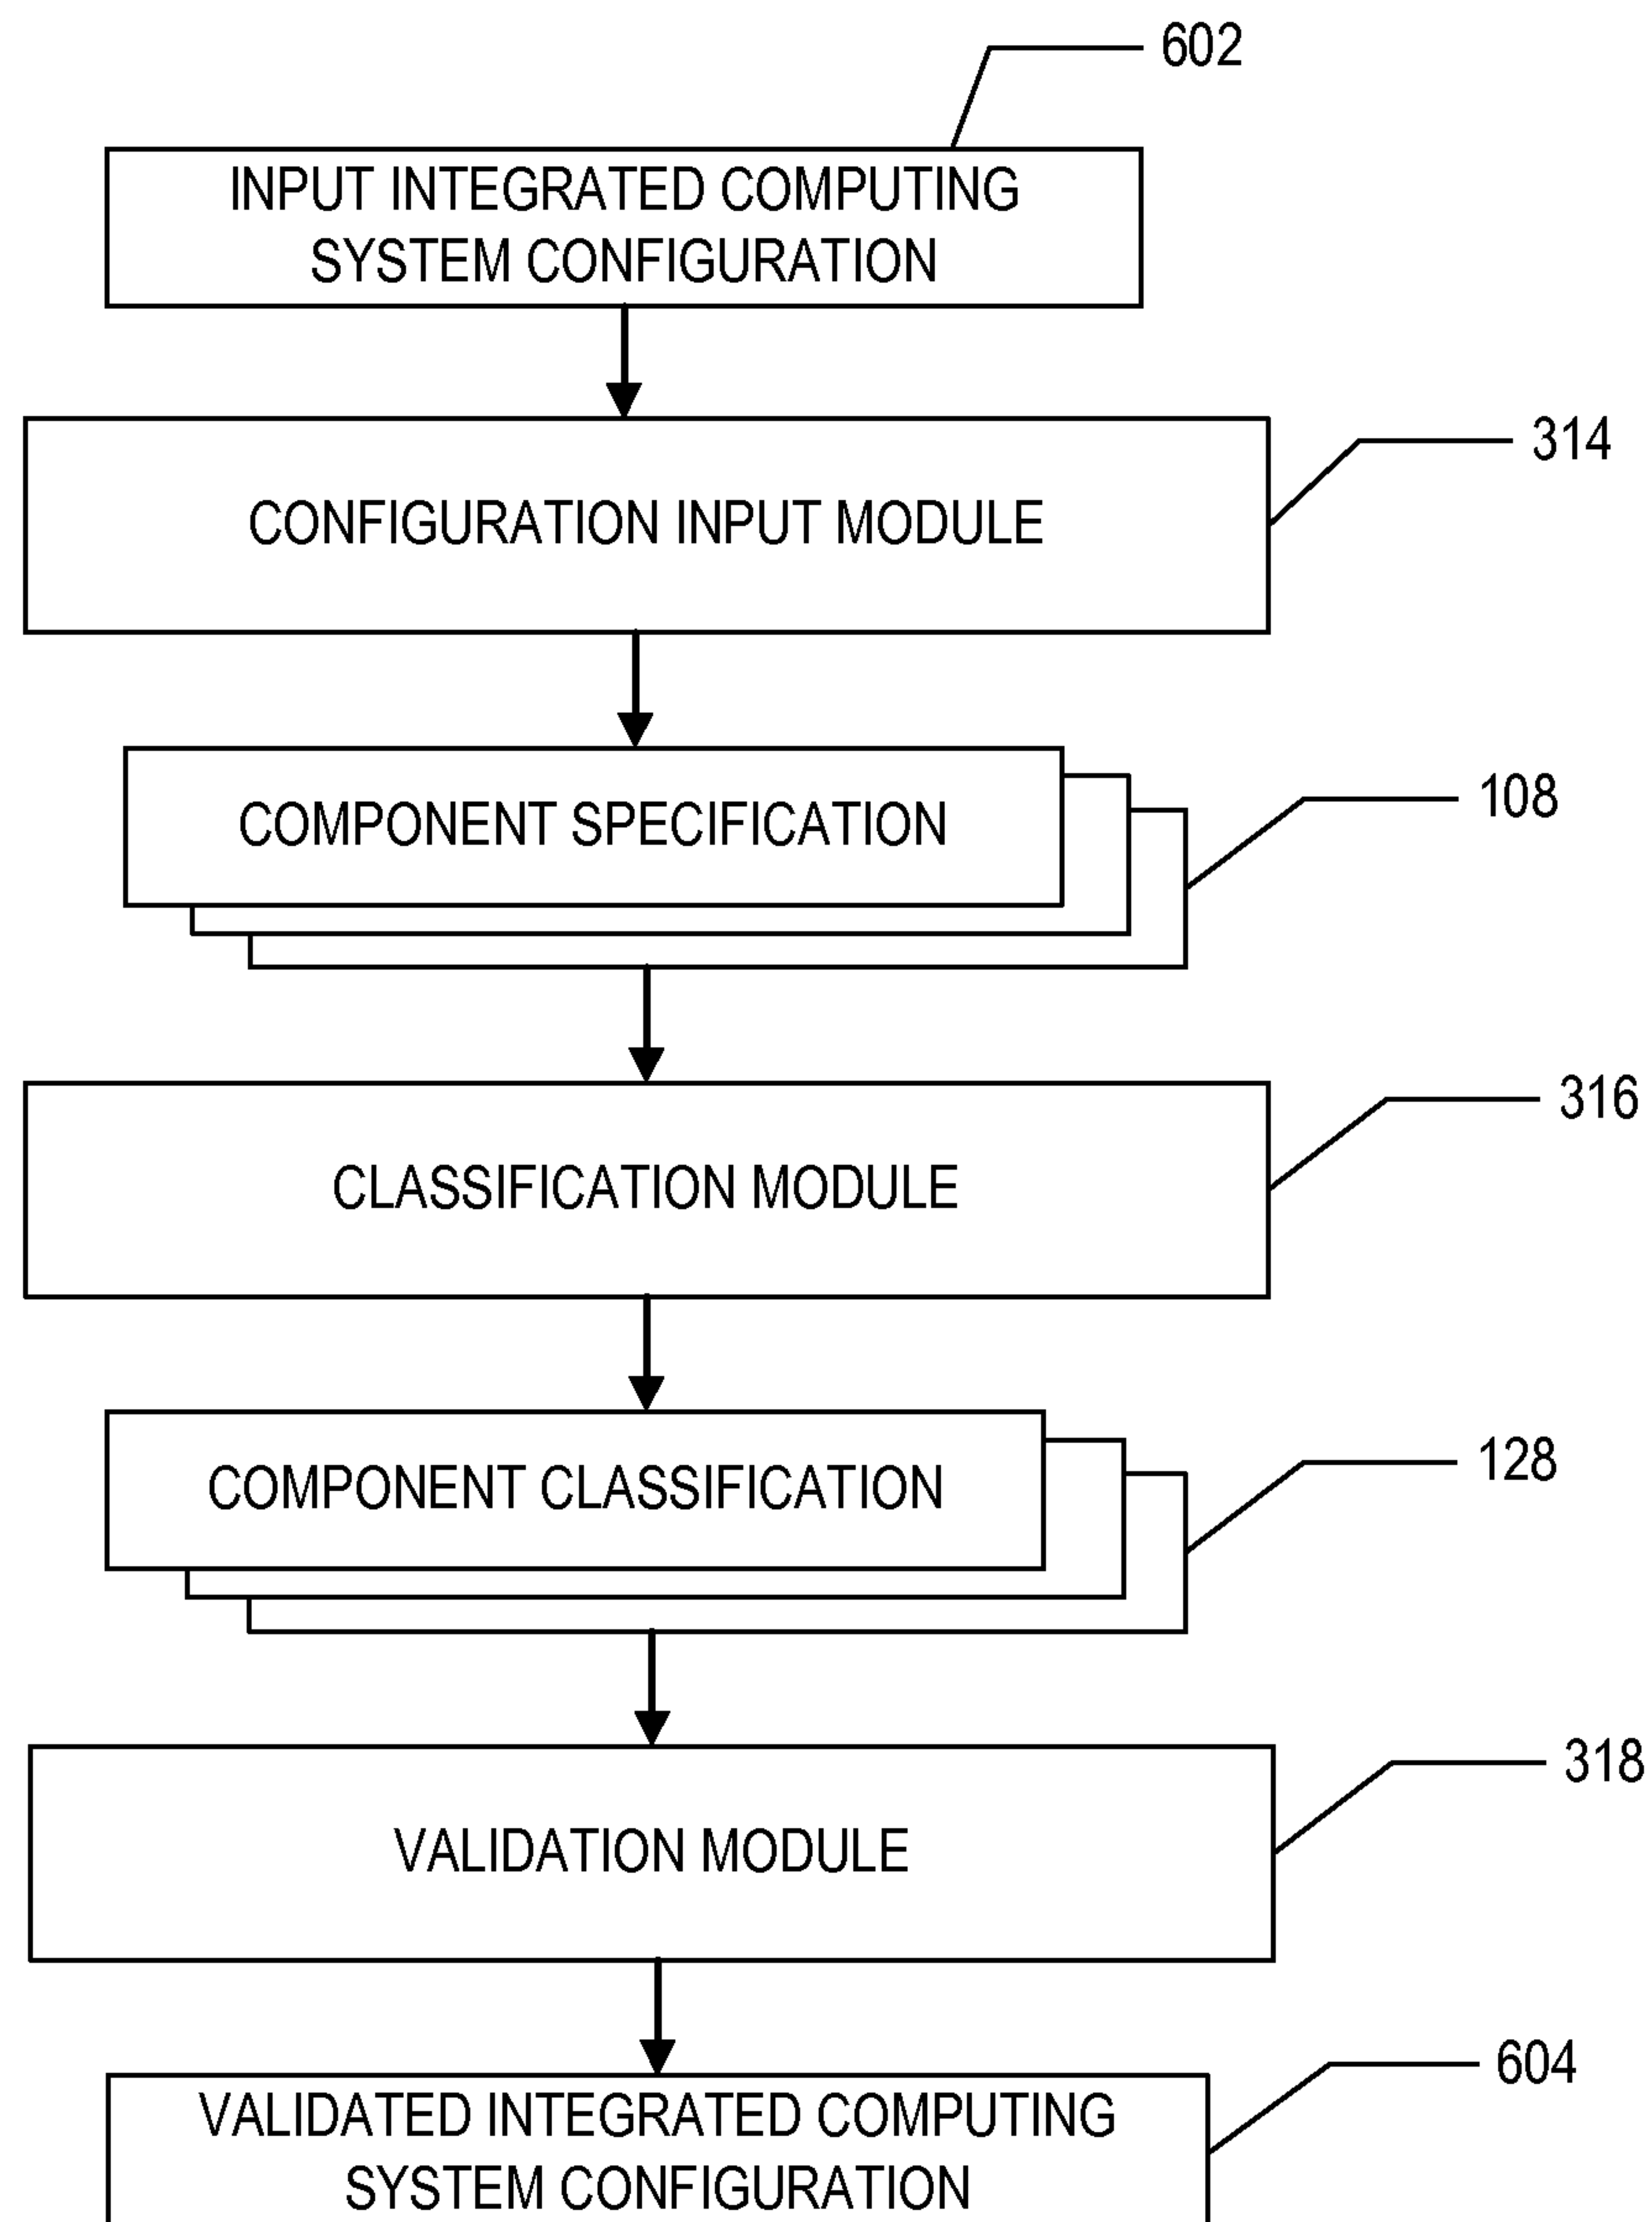 602
INPUT INTEGRATED COMPUTING
SYSTEM CONFIGURATION
314
CONFIGURATION INPUT MODULE
108
COMPONENT SPECIFICATION
316
CLASSIFICATION MODULE
128
COMPONENT CLASSIFICATION
318
VALIDATION MODULE
604
VALIDATED INTEGRATED COMPUTING
SYSTEM CONFIGURATION